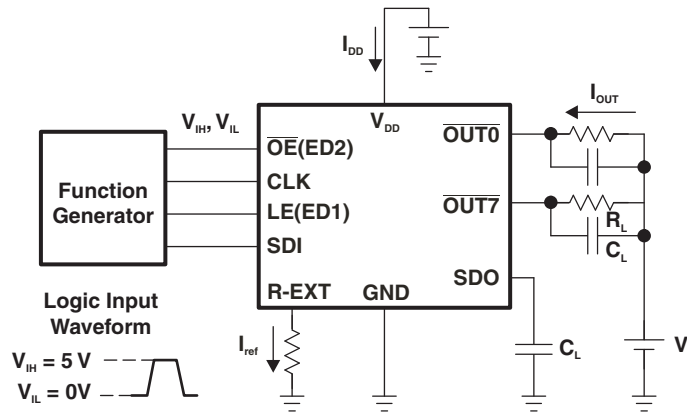 I_DD
V_IH, V_IL
V_DD
I_OUT
OE(ED2)
OUT0
CLK
Function
Generator
LE(ED1)
OUT7
R_L
C_L
SDI
SDO
R-EXT
GND
Logic Input
Waveform
I_ref
C_L
V
V_IH = 5 V
V_IL = 0V